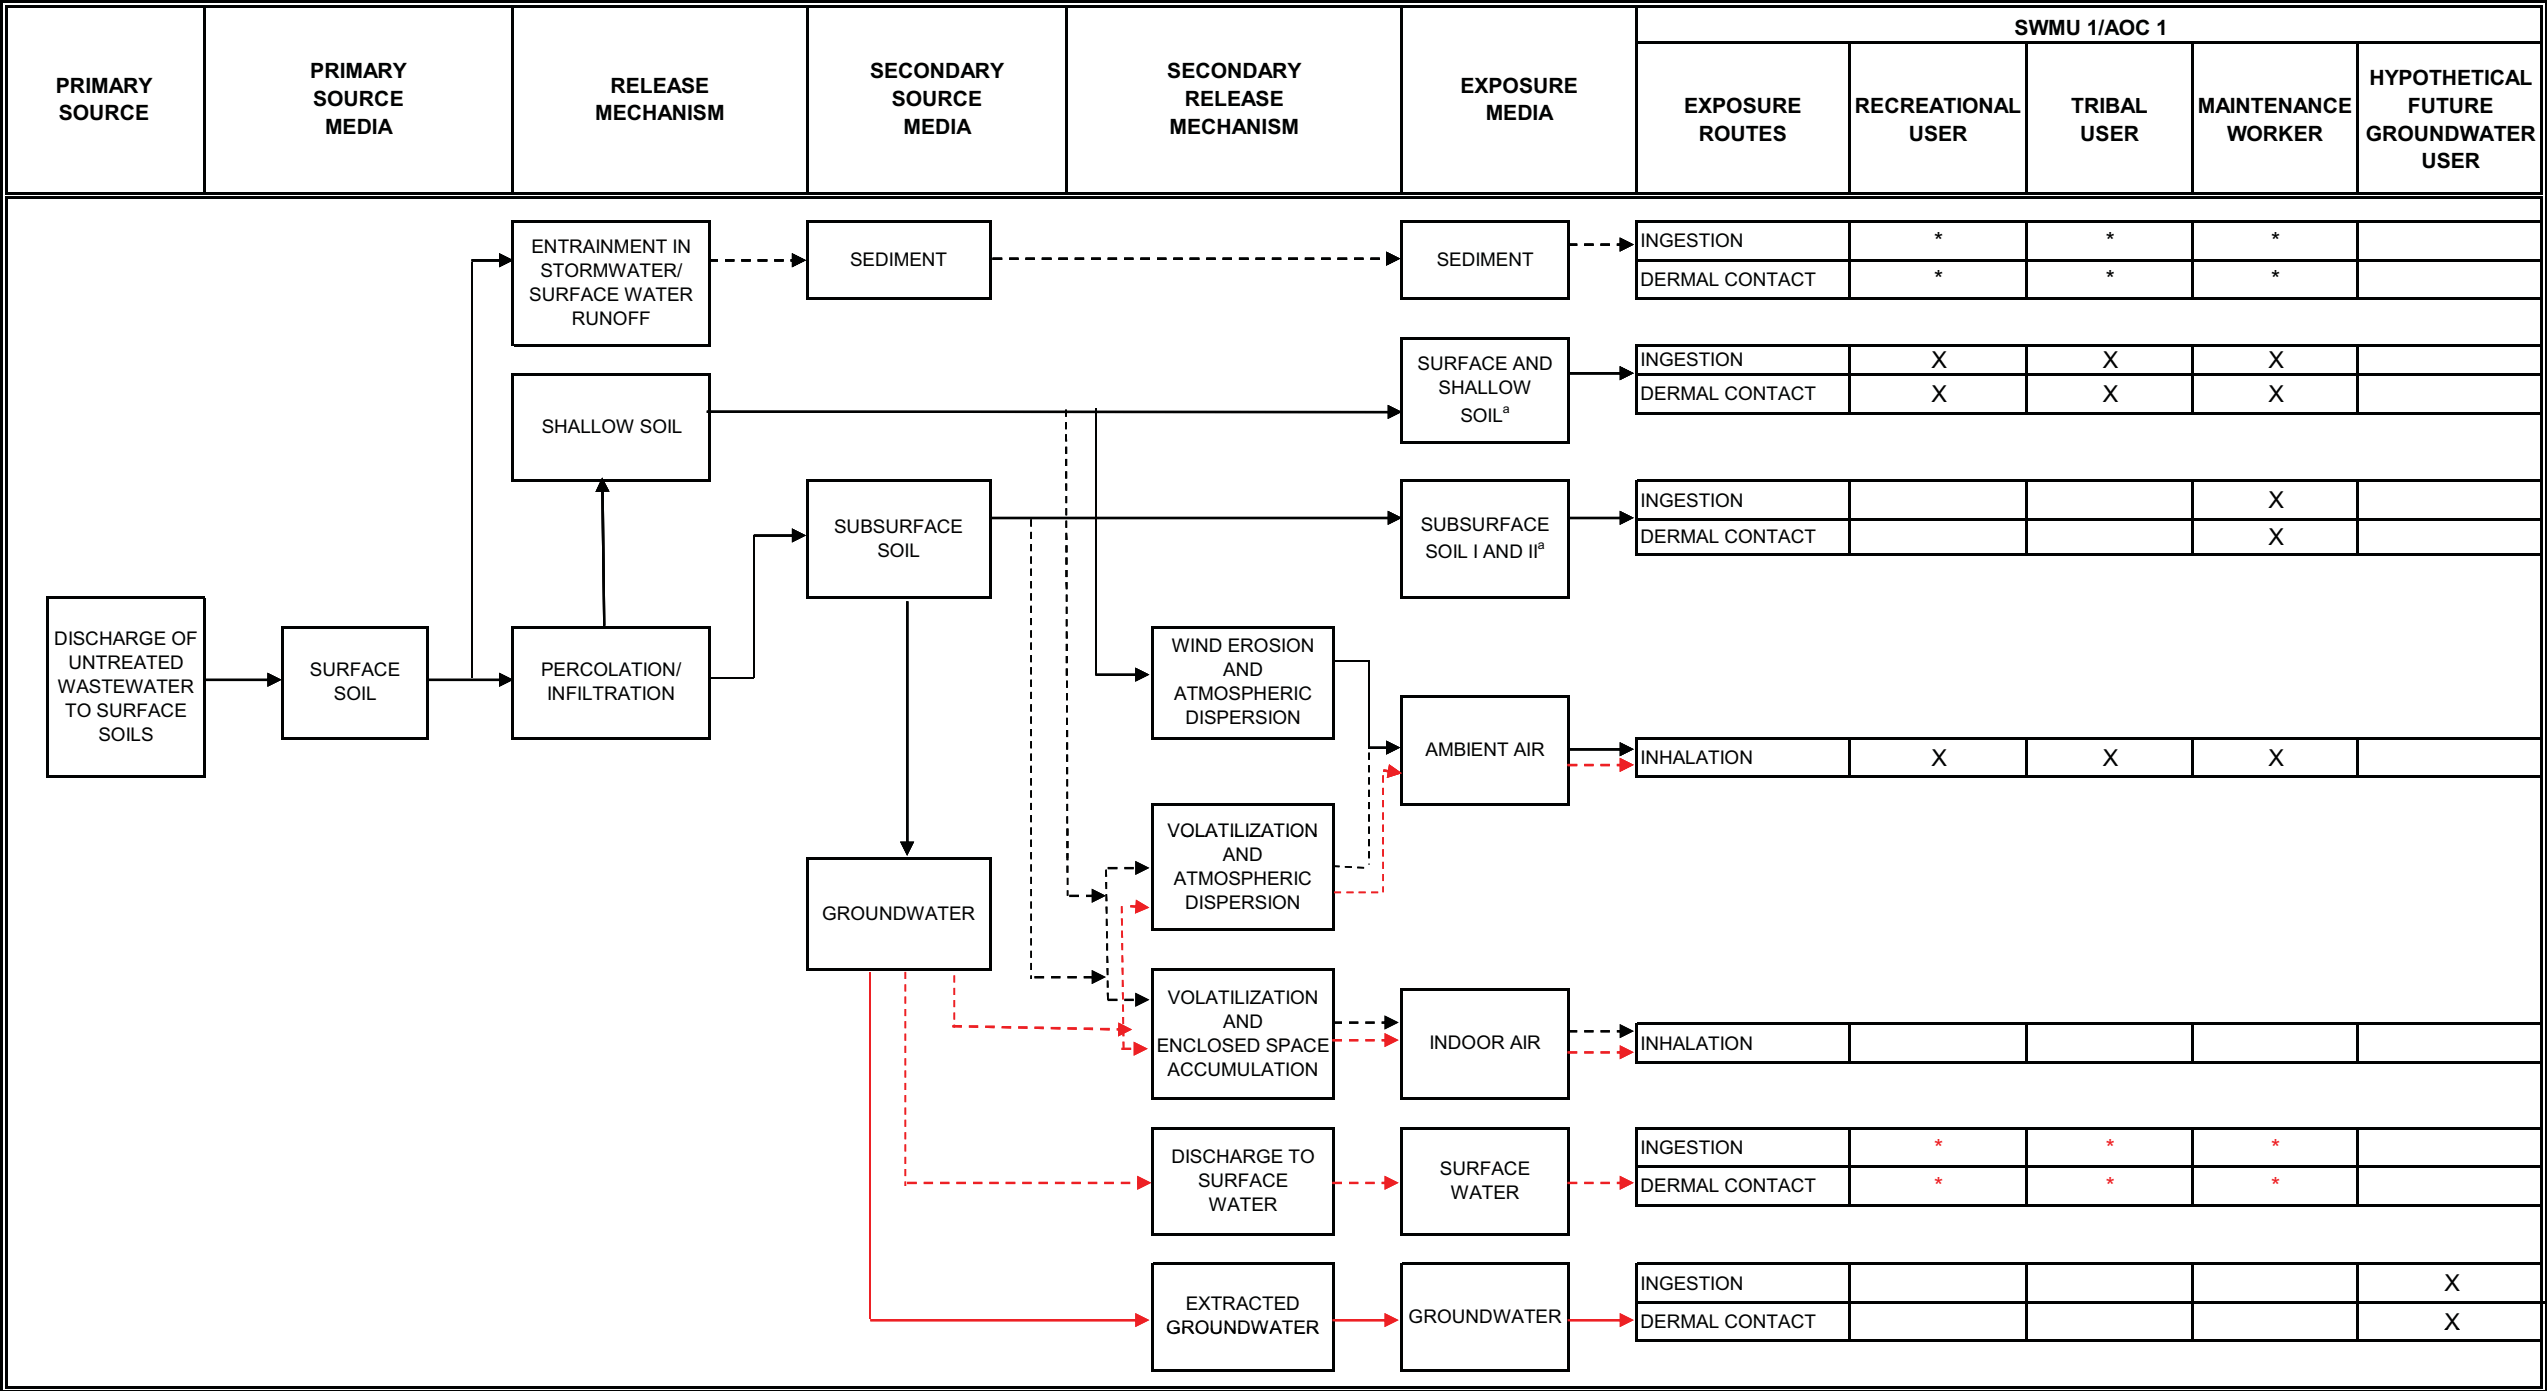 SWMU 1/AOC 1
PRIMARY
SOURCE
PRIMARY
SOURCE
MEDIA
RELEASE
MECHANISM
SECONDARY
SOURCE
MEDIA
SECONDARY
RELEASE
MECHANISM
EXPOSURE
MEDIA
EXPOSURE
ROUTES
RECREATIONAL
USER
TRIBAL
USER
MAINTENANCE
WORKER
HYPOTHETICAL
FUTURE
GROUNDWATER
USER
ENTRAINMENT IN
STORMWATER/
SURFACE WATER
RUNOFF
SEDIMENT
SEDIMENT
INGESTION * * *
DERMAL CONTACT * * *
SHALLOW SOIL
SURFACE AND
SHALLOW
SOILa
INGESTION X X X
DERMAL CONTACT X X X
SUBSURFACE
SOIL
SUBSURFACE
SOIL I AND IIa
INGESTION X
DERMAL CONTACT X
DISCHARGE OF
UNTREATED
WASTEWATER
TO SURFACE
SOILS
SURFACE
SOIL
PERCOLATION/
INFILTRATION
WIND EROSION
AND
ATMOSPHERIC
DISPERSION
AMBIENT AIR
INHALATION X X X
VOLATILIZATION
AND
ATMOSPHERIC
DISPERSION
GROUNDWATER
VOLATILIZATION
AND
ENCLOSED SPACE
ACCUMULATION
INDOOR AIR
INHALATION
DISCHARGE TO
SURFACE
WATER
SURFACE
WATER
INGESTION * * *
DERMAL CONTACT * * *
EXTRACTED
GROUNDWATER
GROUNDWATER
INGESTION X
DERMAL CONTACT X